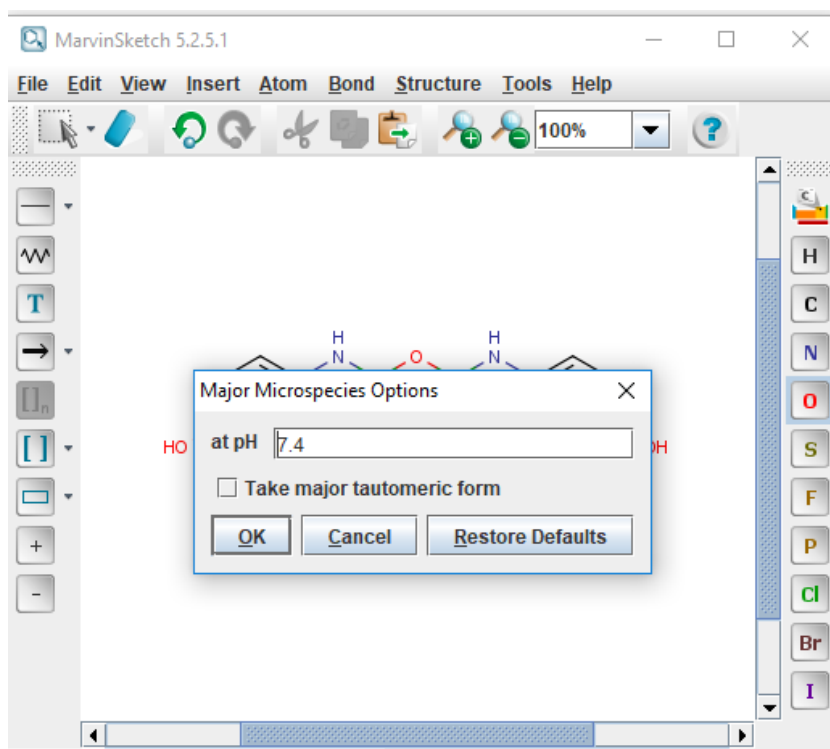 MarvinSketch 5.2.5.1
File Edit View Insert Atom Bond Structure Tools Help
100%
?
C
H
T
C
N
[ ]n
O
[ ]
S
F
+
P
-
Cl
Br
I
H H
N O N
HO
Major Microspecies Options
at pH 7.4
Take major tautomeric form
OK Cancel Restore Defaults